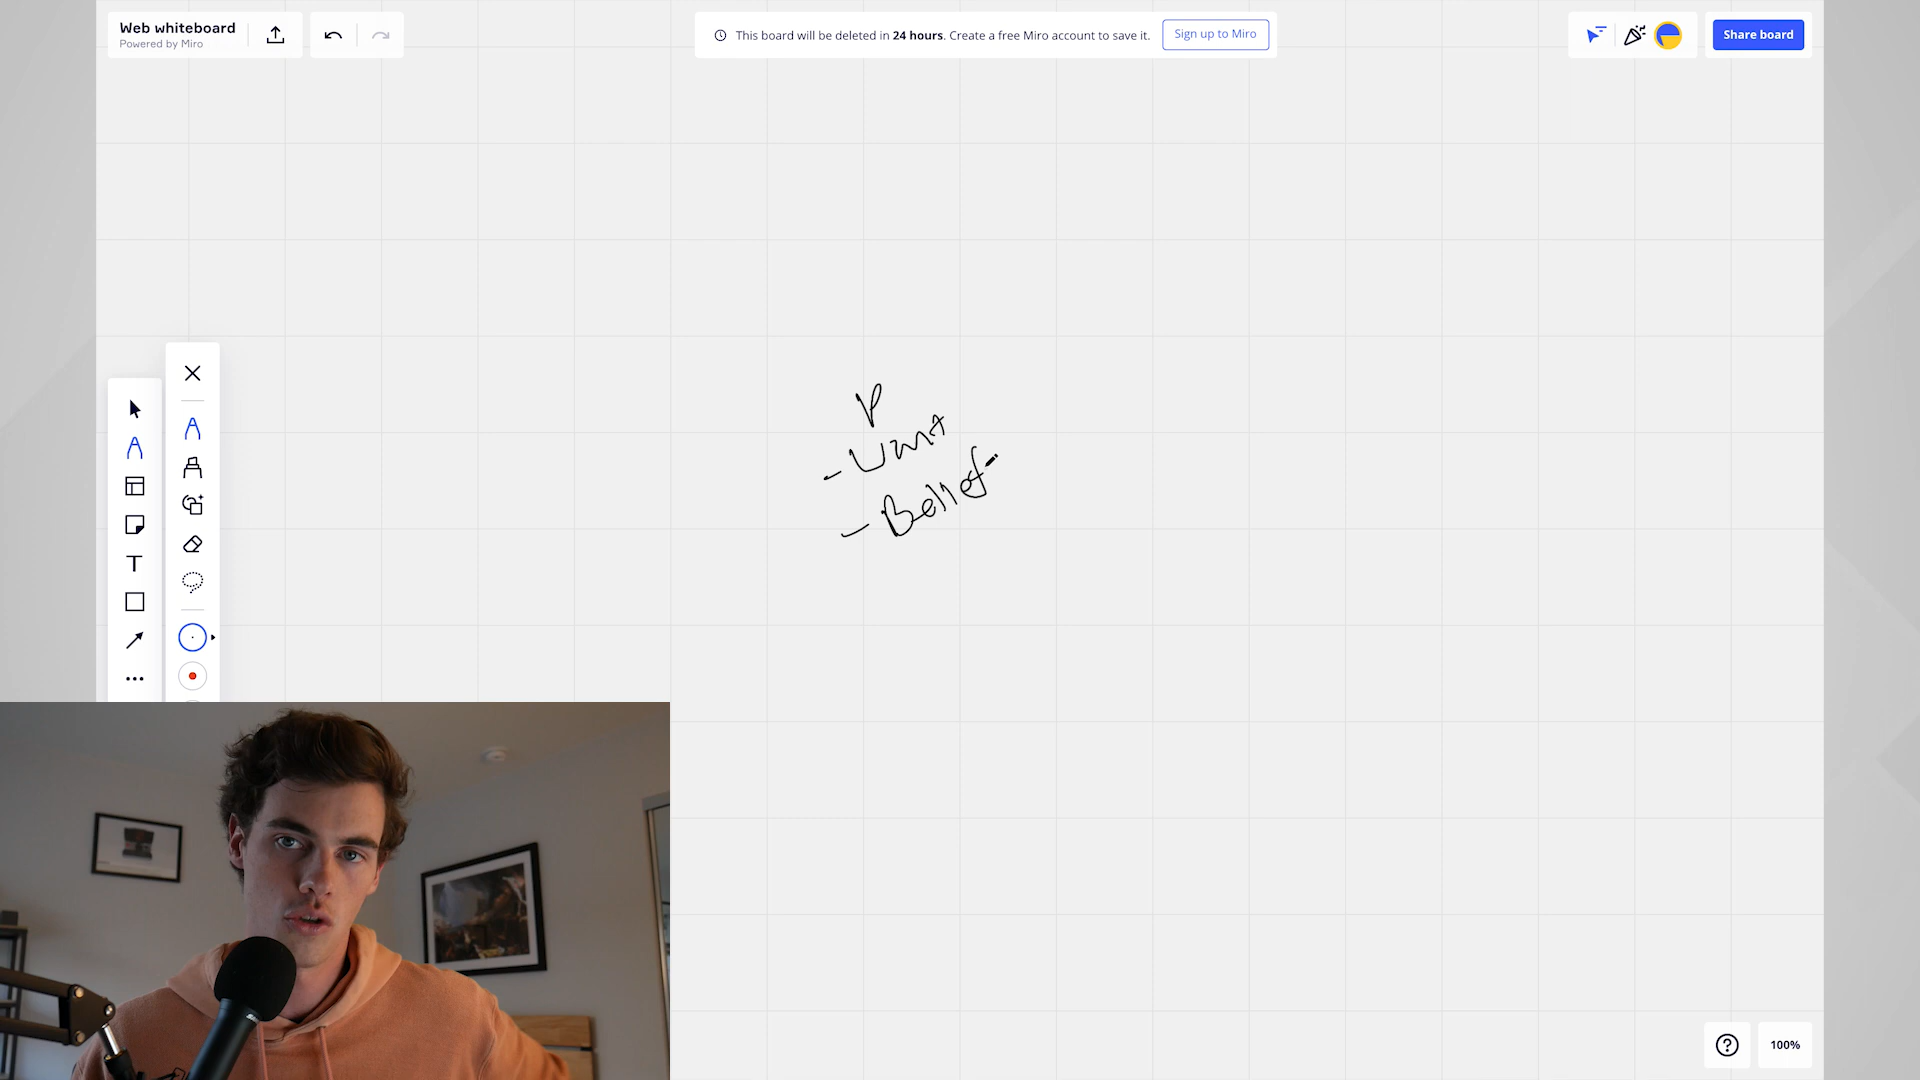 Web whiteboard
Powered by Miro
This board will be deleted in 24 hours. Create a free Miro account to save it.
Sign up to Miro
Share board
P
- Want
- Belief
T
100%